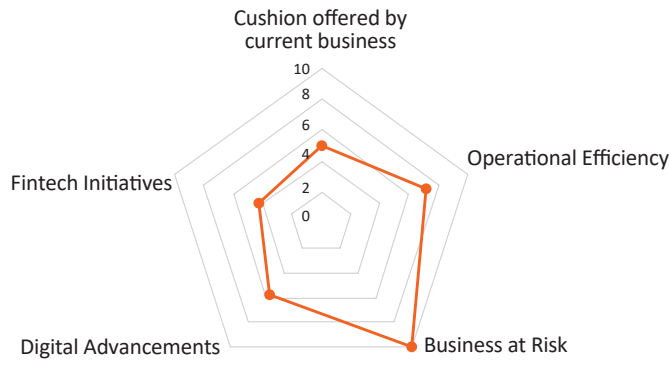 Cushion offered by
current business
10
8
6
4
2
0
Operational Efficiency
Fintech Initiatives
Digital Advancements
Business at Risk